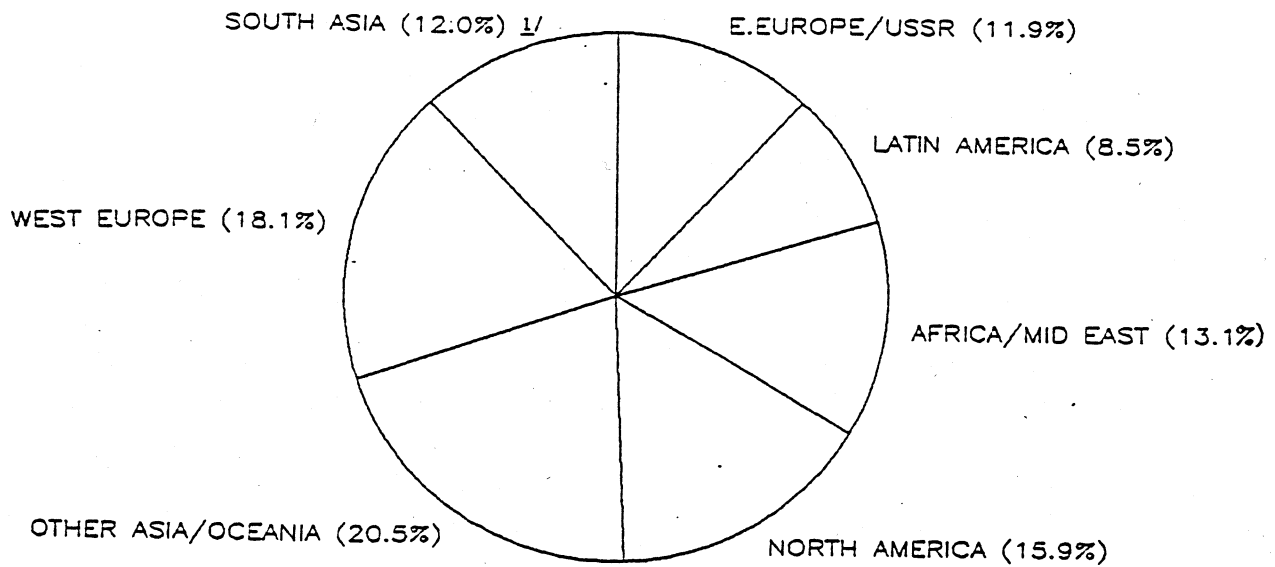 SOUTH ASIA (12.0%) 1/
E.EUROPE/USSR (11.9%)
LATIN AMERICA (8.5%)
WEST EUROPE (18.1%)
AFRICA/MID EAST (13.1%)
OTHER ASIA/OCEANIA (20.5%)
NORTH AMERICA (15.9%)